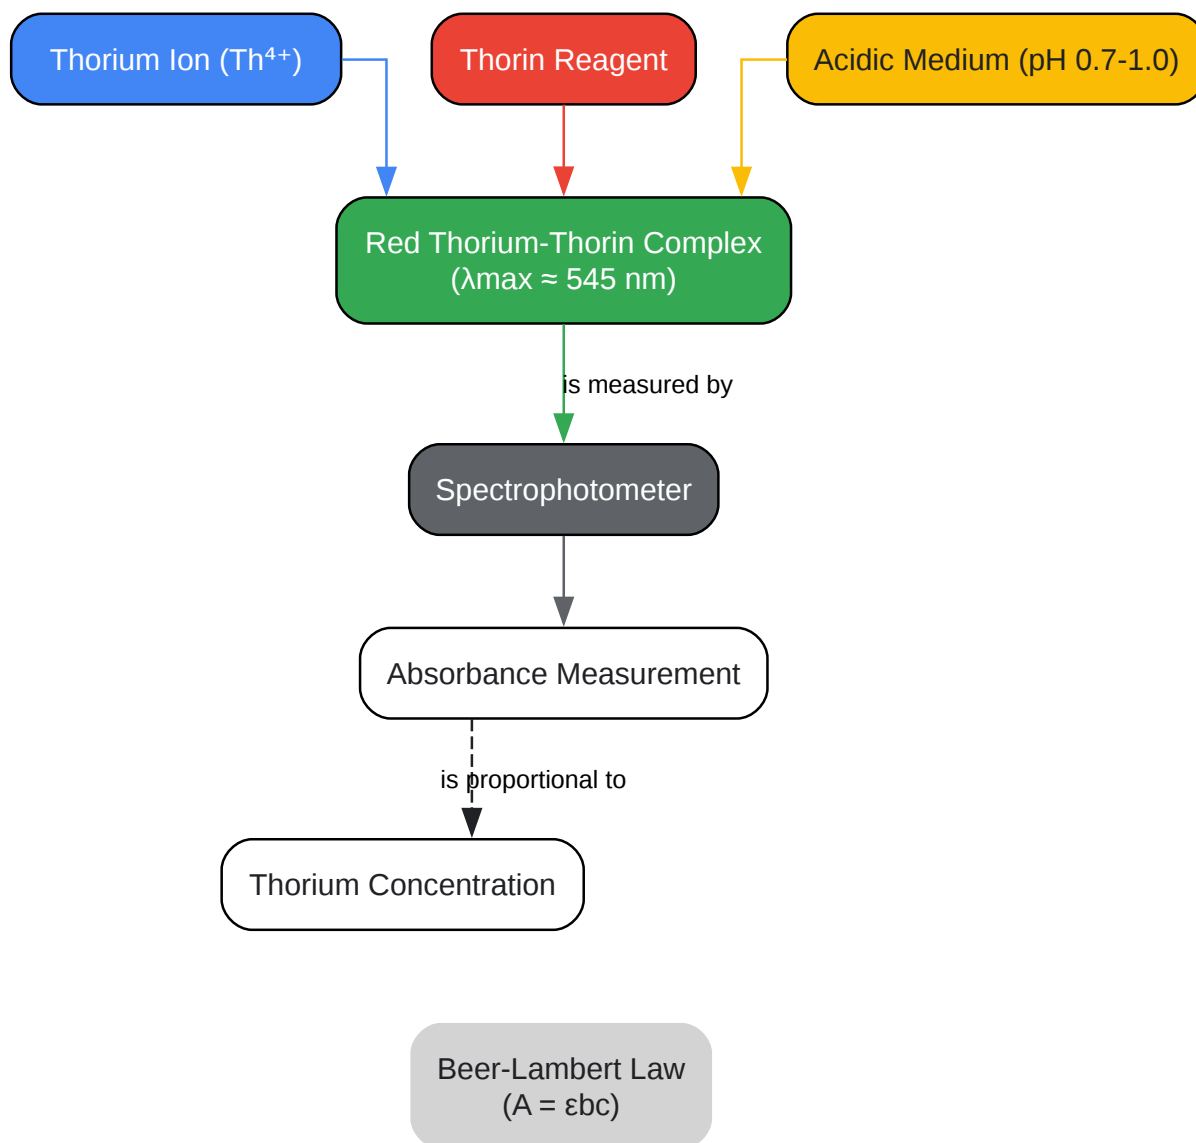 Thorium Ion (Th⁴⁺)
Thorin Reagent
Acidic Medium (pH 0.7-1.0)
Red Thorium-Thorin Complex
(λmax ≈ 545 nm)
is measured by
Spectrophotometer
Absorbance Measurement
is proportional to
Thorium Concentration
Beer-Lambert Law
(A = εbc)